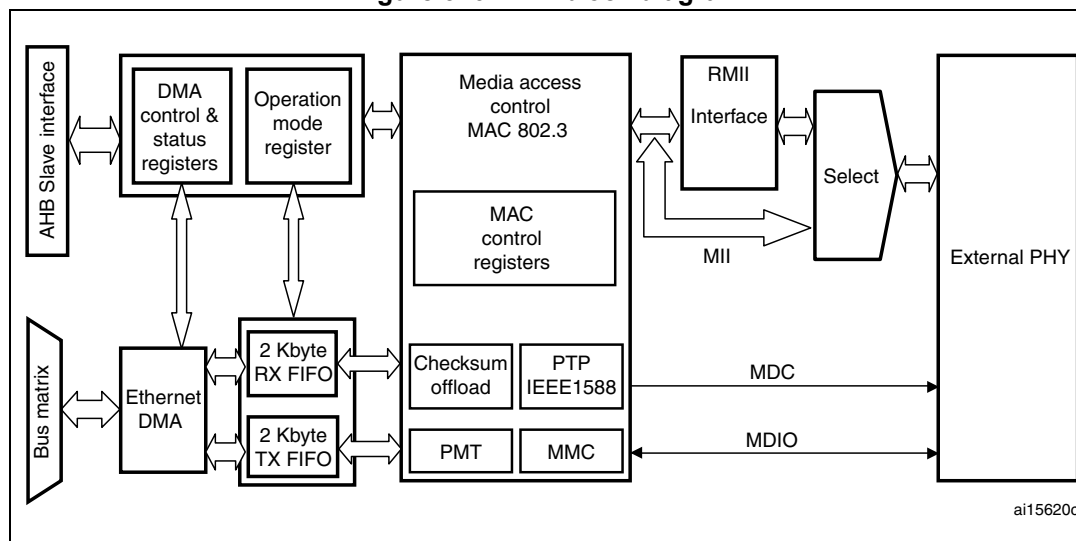 AHB Slave interface
DMA
control &
status
registers
Operation
mode
register
Media access
control
MAC 802.3
RMII
Interface
Select
External PHY
MAC
control
registers
MII
Bus matrix
Ethernet
DMA
2 Kbyte
RX FIFO
2 Kbyte
TX FIFO
Checksum
offload
PTP
IEEE1588
PMT
MMC
MDC
MDIO